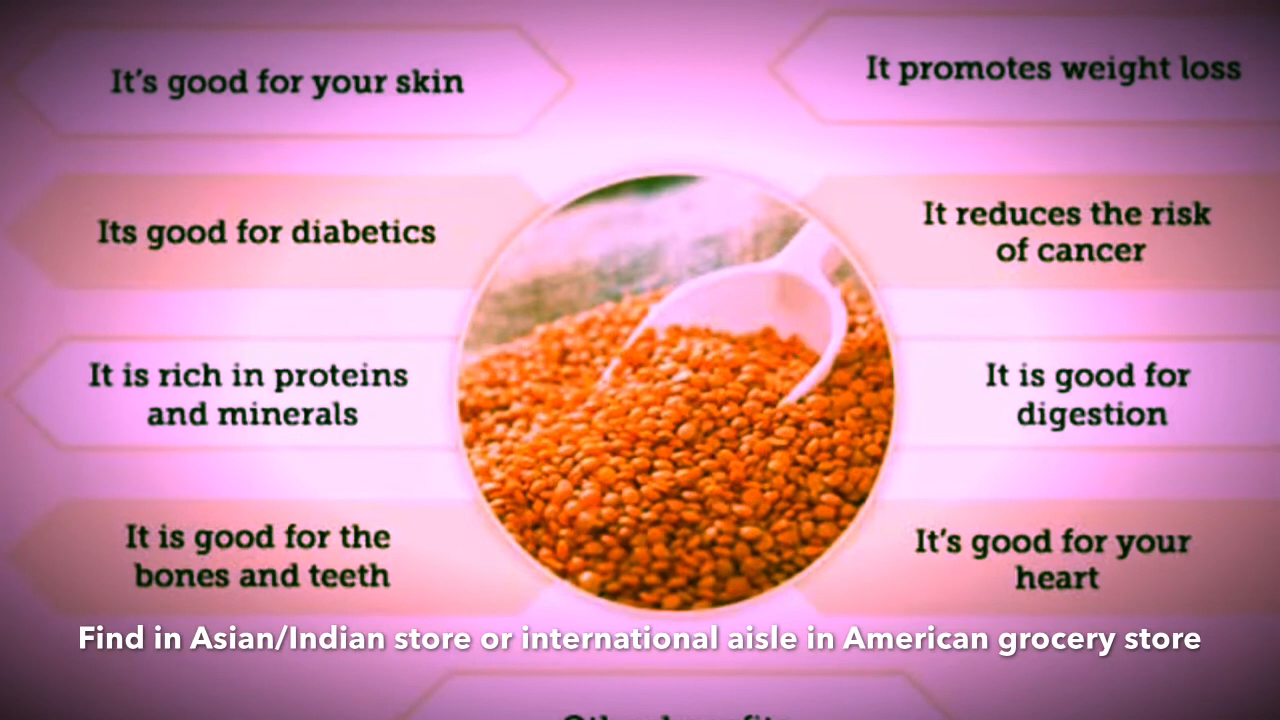 It's good for your skin
It promotes weight loss
Its good for diabetics
It reduces the risk
of cancer
It is rich in proteins
and minerals
It is good for
digestion
It is good for the
bones and teeth
It's good for your
heart
Find in Asian/Indian store or international aisle in American grocery store